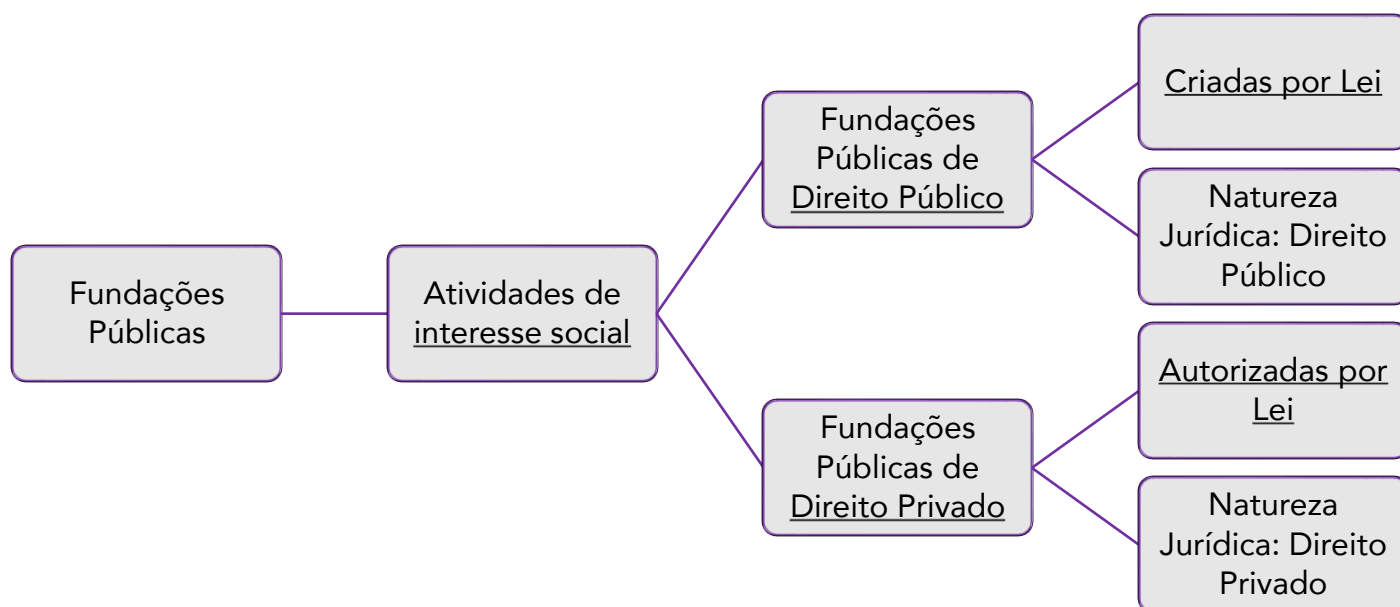 Fundações
Públicas
Atividades de
interesse social
Fundações
Públicas de
Direito Público
Criadas por Lei
Natureza
Jurídica: Direito
Público
Fundações
Públicas de
Direito Privado
Autorizadas por
Lei
Natureza
Jurídica: Direito
Privado